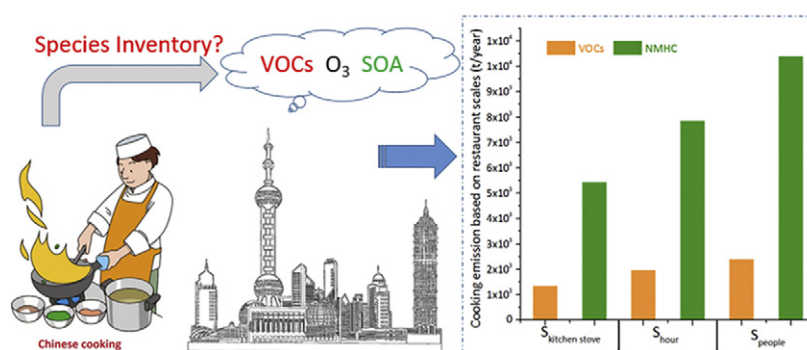 Species Inventory?
VOCs O₃ SOA
Chinese cooking
Cooking emission based on restaurant scales (t/year)
1x10⁴
1x10⁴
9x10³
8x10³
7x10³
6x10³
5x10³
4x10³
3x10³
2x10³
1x10³
0
VOCs NMHC
S kitchen stove S hour S people